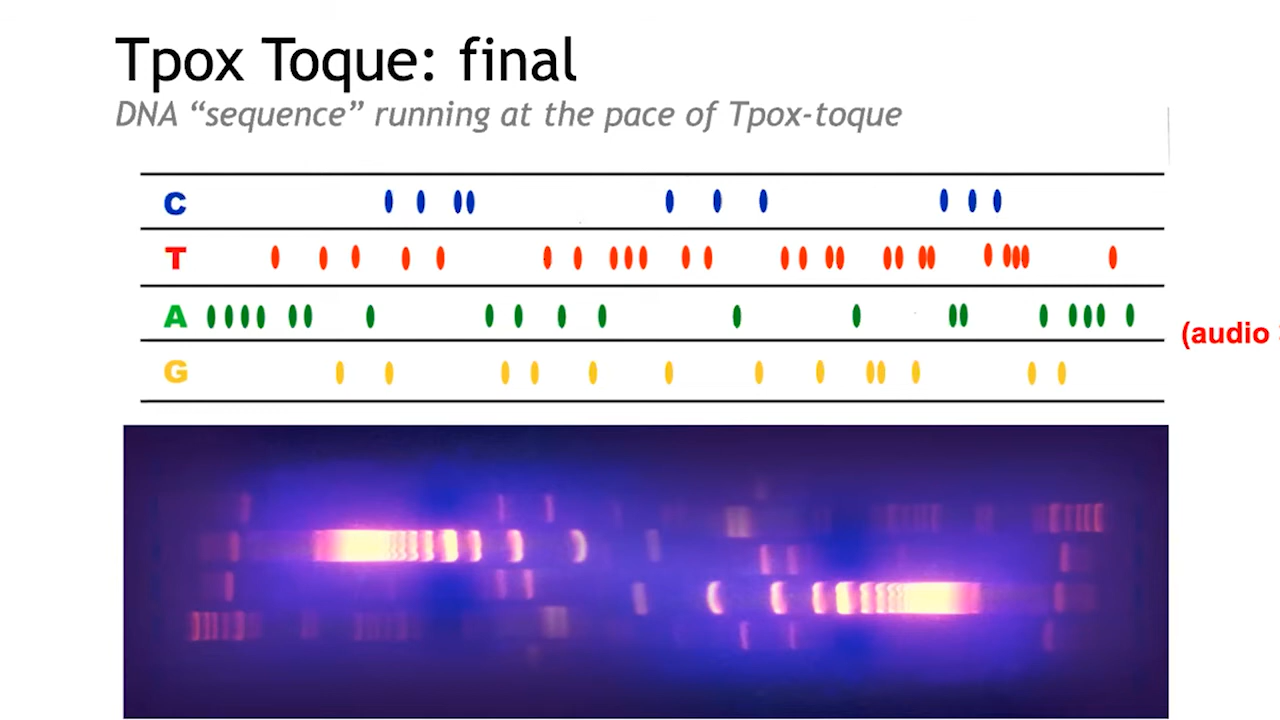 Tpox Toque: final
DNA “sequence” running at the pace of Tpox-toque
C
T
A
(audio
G